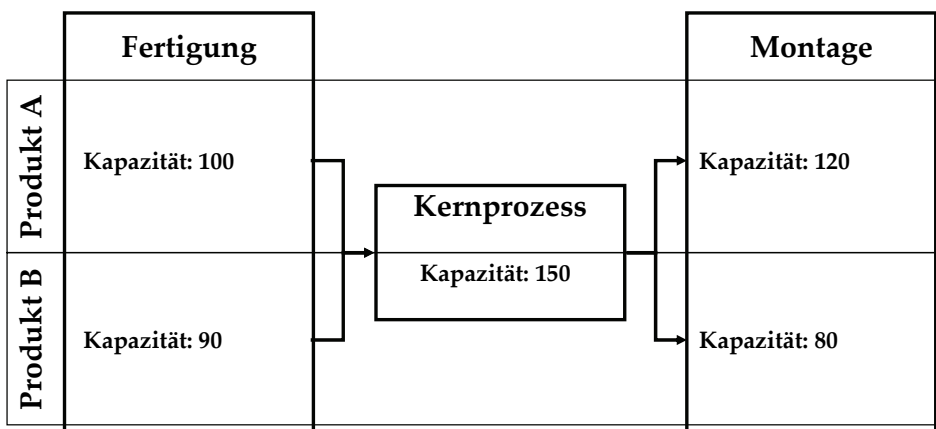 Fertigung
Montage
Produkt A
Kapazität: 100
Kapazität: 120
Kernprozess
Kapazität: 150
Produkt B
Kapazität: 90
Kapazität: 80